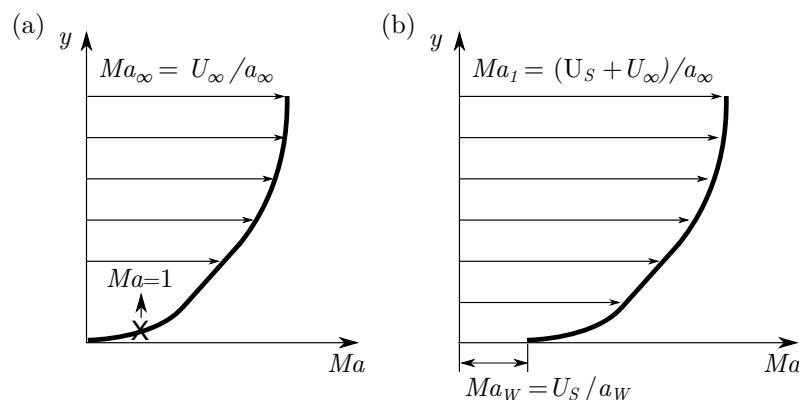 (a)
y
Ma∞ = U∞/a∞
Ma=1
X
Ma
(b)
y
Ma1 = (US + U∞)/a∞
Ma
MaW = US/aW